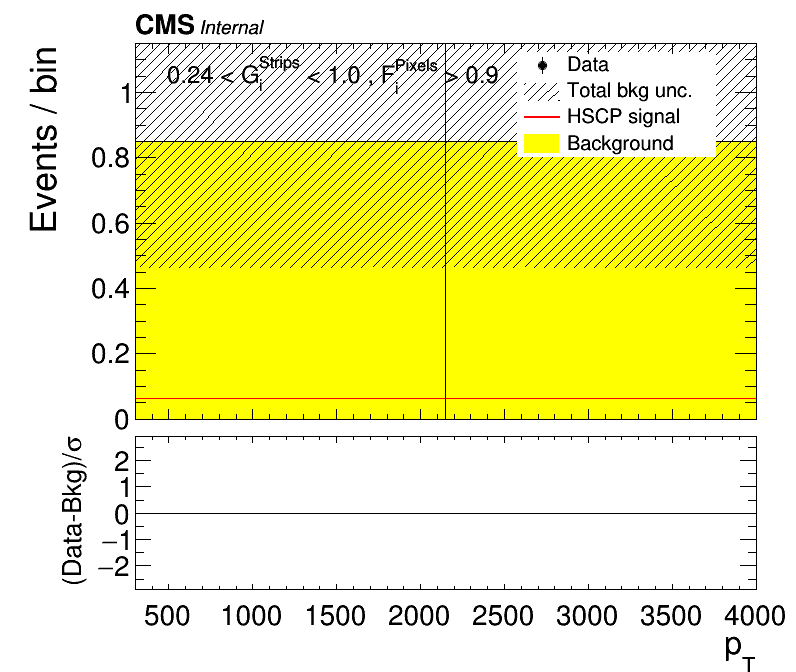 CMS Internal
Events / bin
0.24 < G_i^Strips < 1.0 , F_i^Pixels > 0.9
Data
Total bkg unc.
HSCP signal
Background
1
0.8
0.6
0.4
0.2
0
(Data-Bkg)/σ
2
1
0
−1
−2
500 1000 1500 2000 2500 3000 3500 4000
p_T